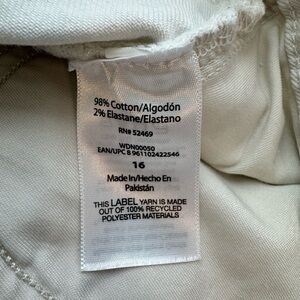 98% Cotton/Algodón
2% Elastane/Elastano
RN# 52469
WDN00050
EAN/UPC B 961102422546
16
Made In/Hecho En
Pakistán
THIS LABEL YARN IS MADE
OUT OF 100% RECYCLED
POLYESTER MATERIALS